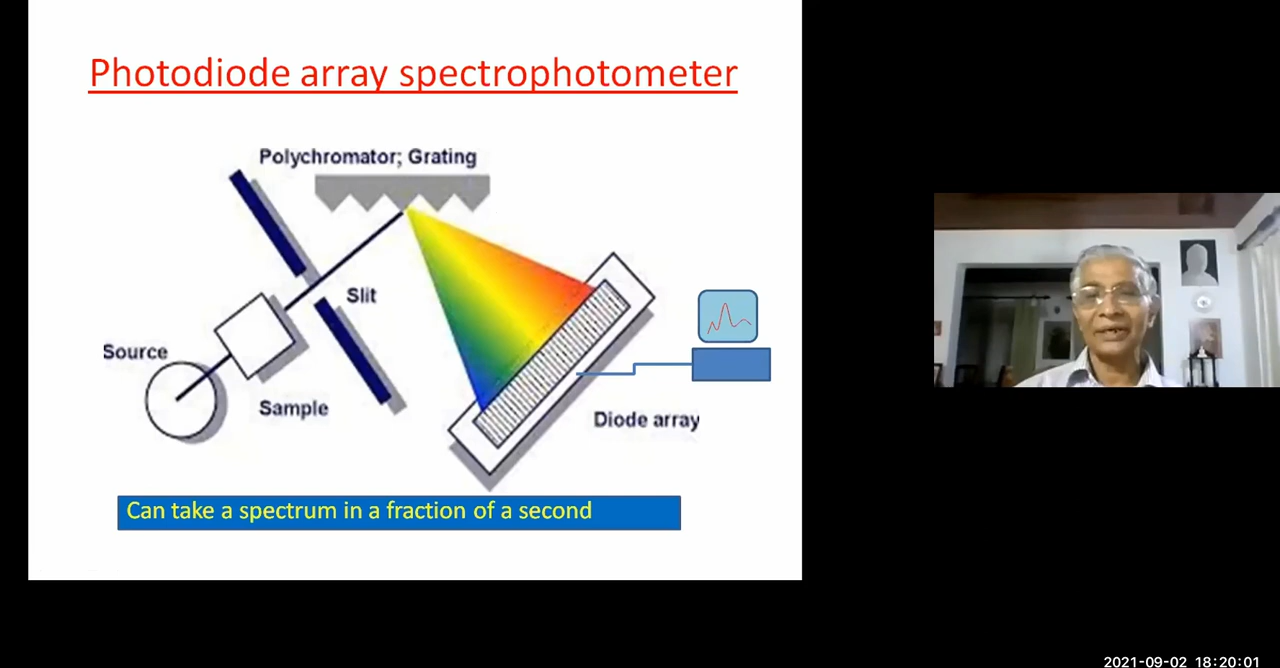 Photodiode array spectrophotometer
Polychromator; Grating
Slit
Source
Sample
Diode array
Can take a spectrum in a fraction of a second
2021-09-02 18:20:01